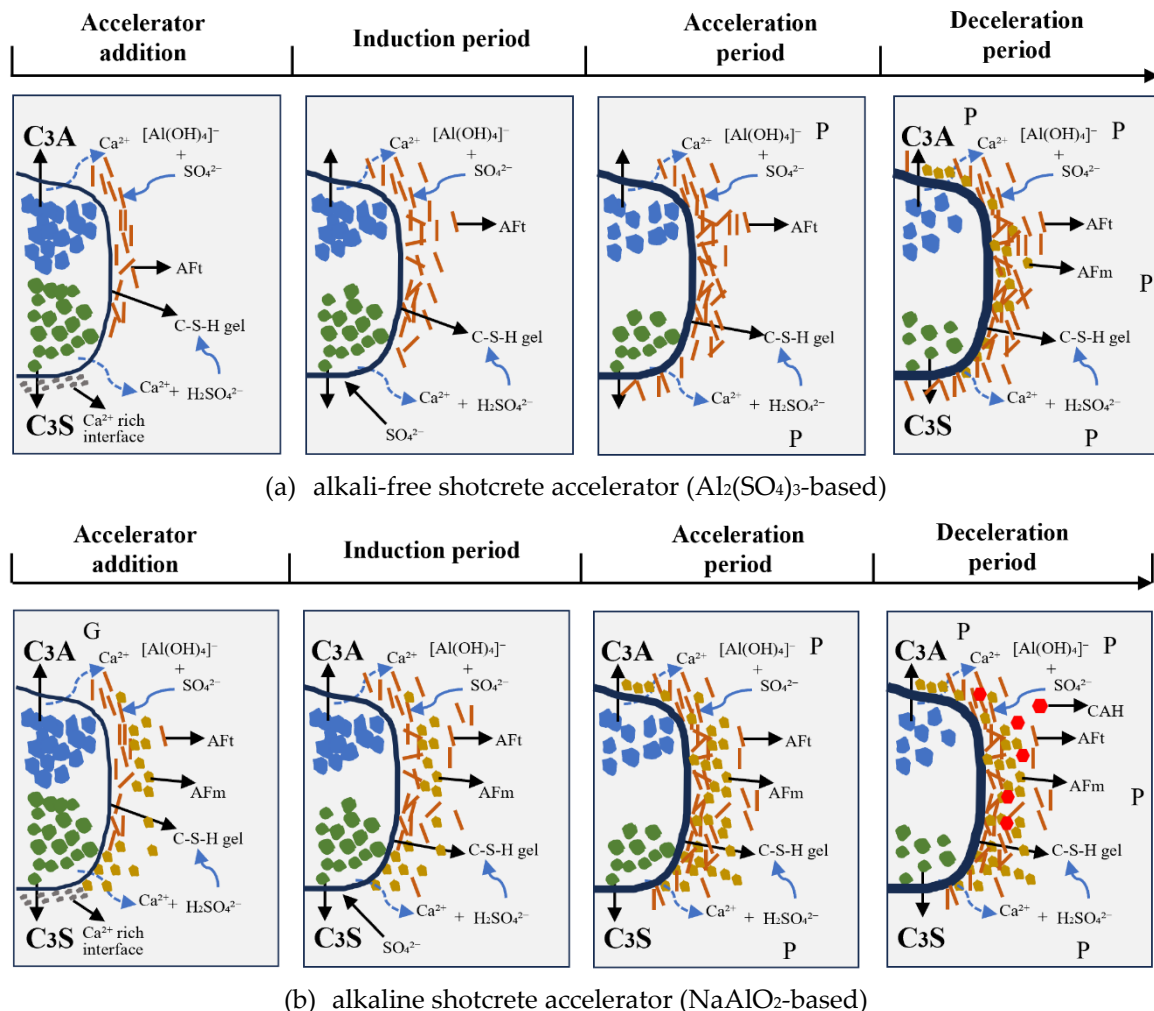 Accelerator
addition
Induction period
Acceleration
period
Deceleration
period
C3A
Ca²⁺
[Al(OH)₄]⁻
+
SO₄²⁻
AFt
C-S-H gel
Ca²⁺ + H₂SO₄²⁻
C3S
Ca²⁺ rich
interface
Ca²⁺
[Al(OH)₄]⁻
+
SO₄²⁻
AFt
C-S-H gel
Ca²⁺ + H₂SO₄²⁻
SO₄²⁻
Ca²⁺
[Al(OH)₄]⁻
P
+
SO₄²⁻
AFt
C-S-H gel
Ca²⁺ + H₂SO₄²⁻
P
P
C3A
Ca²⁺
[Al(OH)₄]⁻
P
+
SO₄²⁻
AFt
AFm
P
C-S-H gel
Ca²⁺ + H₂SO₄²⁻
C3S
P
(a) alkali-free shotcrete accelerator (Al₂(SO₄)₃-based)
Accelerator
addition
Induction period
Acceleration
period
Deceleration
period
G
C3A
Ca²⁺
[Al(OH)₄]⁻
+
SO₄²⁻
AFt
AFm
C-S-H gel
Ca²⁺ + H₂SO₄²⁻
C3S
Ca²⁺ rich
interface
C3A
Ca²⁺
[Al(OH)₄]⁻
+
SO₄²⁻
AFt
AFm
C-S-H gel
Ca²⁺ + H₂SO₄²⁻
C3S
SO₄²⁻
C3A
Ca²⁺
[Al(OH)₄]⁻
P
+
SO₄²⁻
AFt
AFm
C-S-H gel
Ca²⁺ + H₂SO₄²⁻
C3S
P
P
C3A
Ca²⁺
[Al(OH)₄]⁻
P
+
SO₄²⁻
CAH
AFt
AFm
P
C-S-H gel
Ca²⁺ + H₂SO₄²⁻
C3S
P
(b) alkaline shotcrete accelerator (NaAlO₂-based)